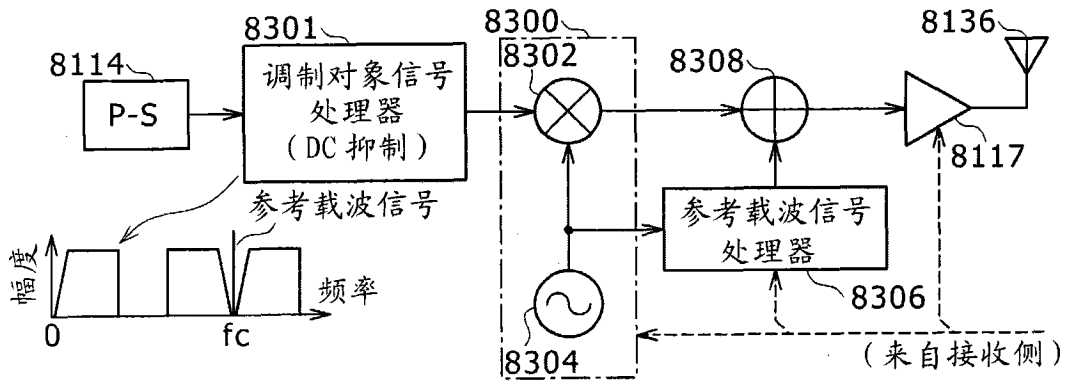 8300
8136
8301
8302
8308
8114
调制对象信号
处理器
(DC 抑制)
P-S
8117
参考载波信号
参考载波信号
处理器
幅度
频率
8306
0
fc
8304
(来自接收侧)